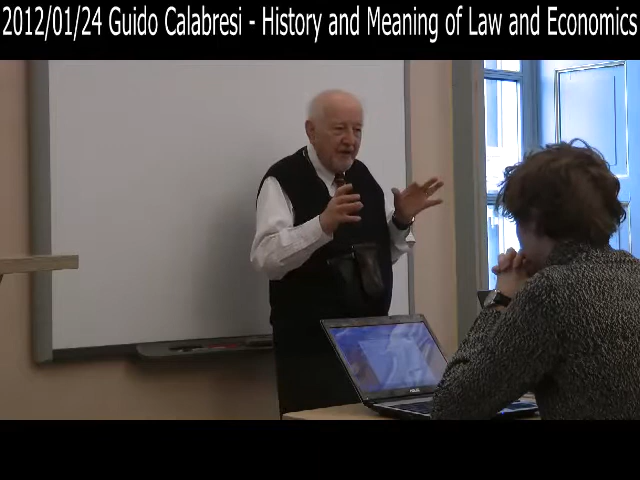 2012/01/24 Guido Calabresi - History and Meaning of Law and Economics